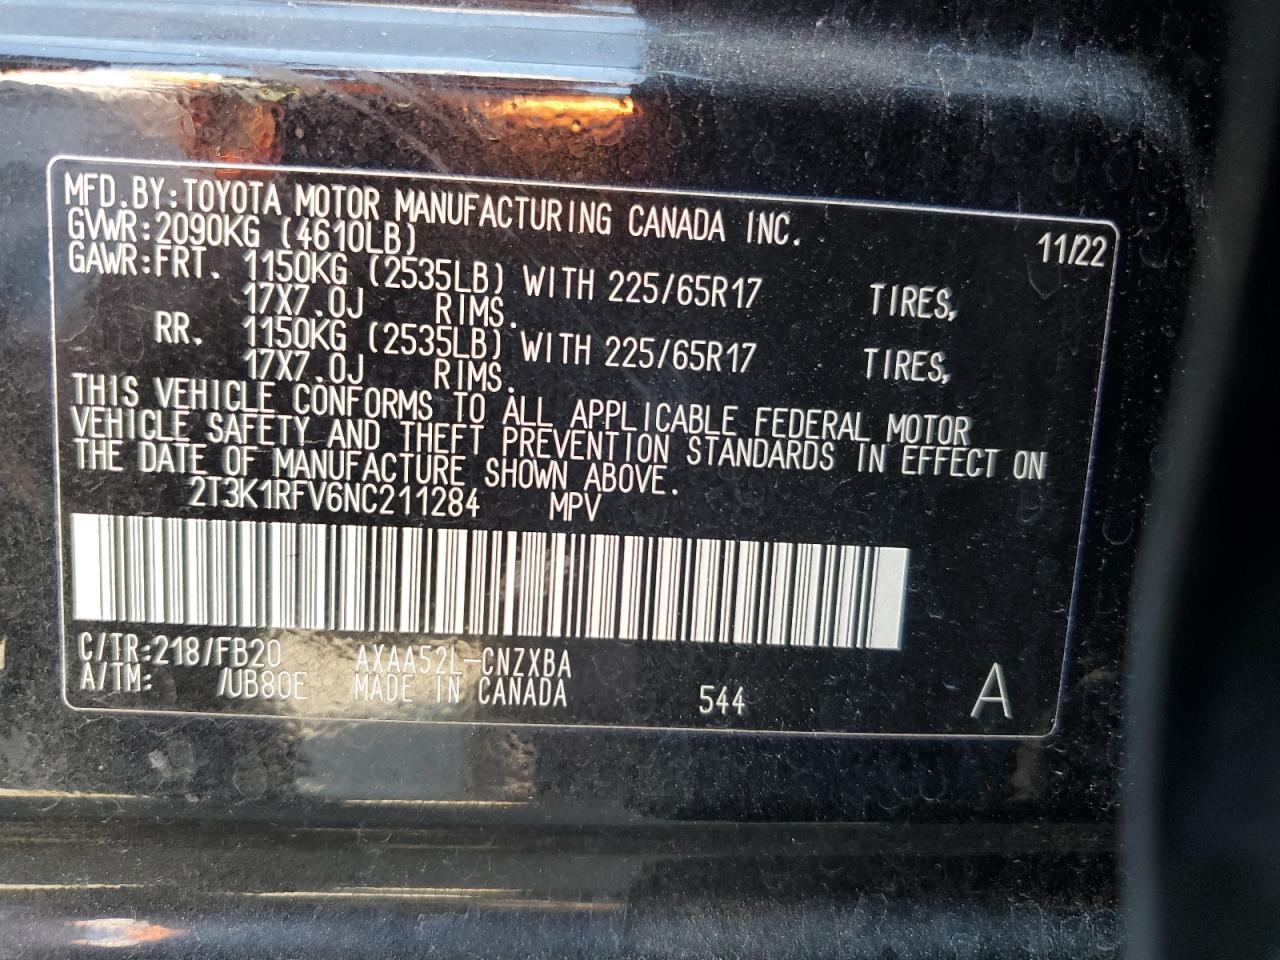 MFD.BY:TOYOTA MOTOR MANUFACTURING CANADA INC.
GVWR:2090KG (4610LB) 11/22
GAWR:FRT. 1150KG (2535LB) WITH 225/65R17 TIRES,
17X7.0J RIMS.
RR. 1150KG (2535LB) WITH 225/65R17 TIRES,
17X7.0J RIMS.
THIS VEHICLE CONFORMS TO ALL APPLICABLE FEDERAL MOTOR
VEHICLE SAFETY AND THEFT PREVENTION STANDARDS IN EFFECT ON
THE DATE OF MANUFACTURE SHOWN ABOVE.
2T3K1RFV6NC211284 MPV
C/TR:218/FB20 AXAA52L-CNZXBA
A/TM: /UB80E MADE IN CANADA 544 A